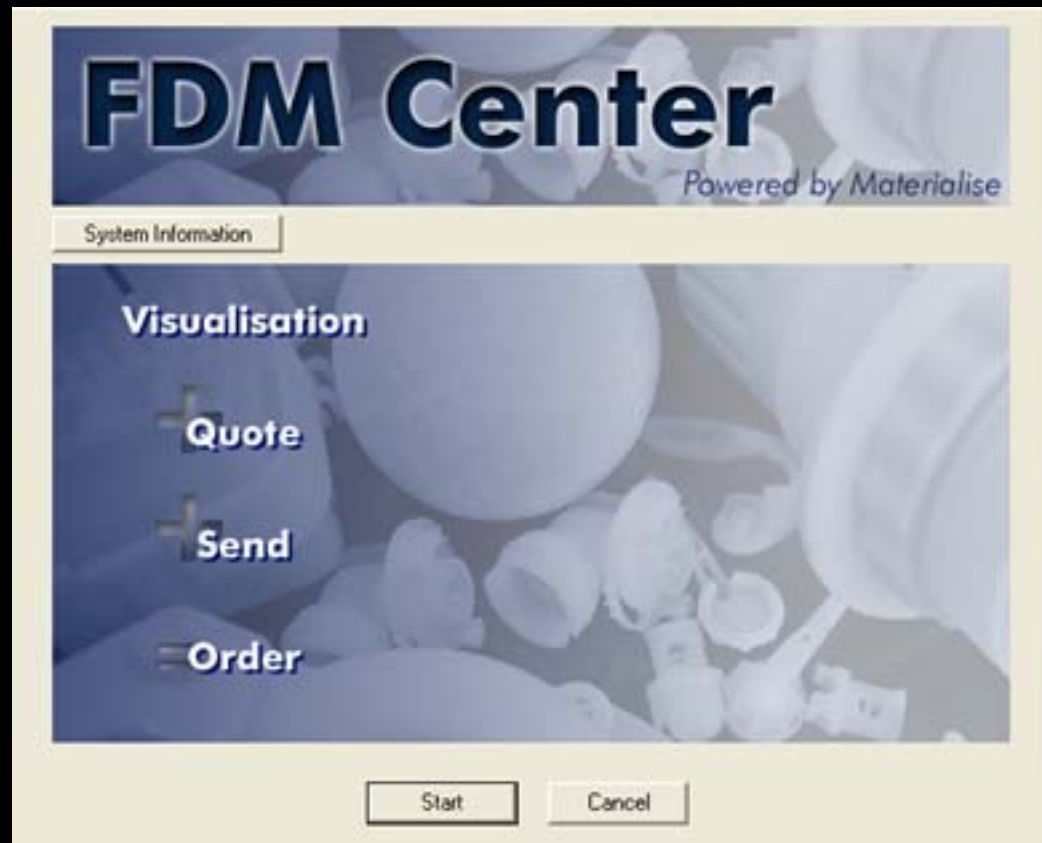 FDM Center
Powered by Materialise
System Information
Visualisation
+Quote
+Send
=Order
Start
Cancel